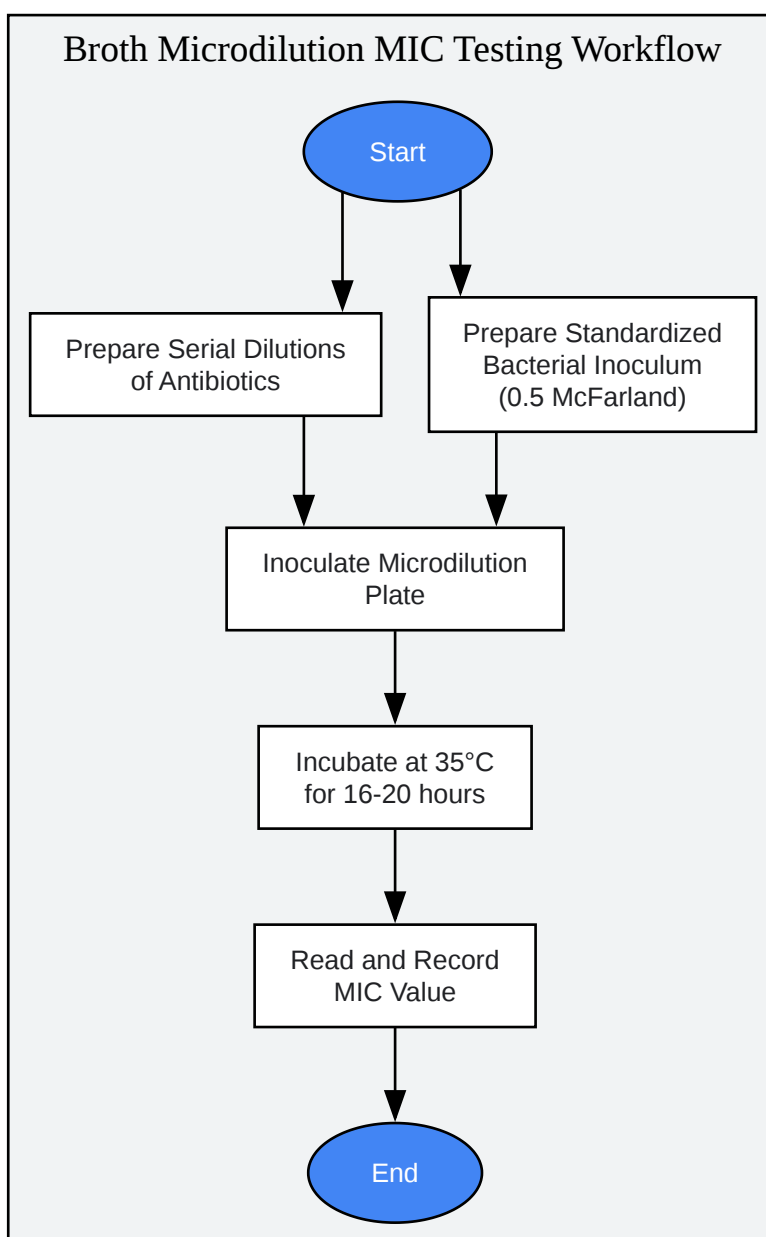 Broth Microdilution MIC Testing Workflow
Start
Prepare Serial Dilutions
of Antibiotics
Prepare Standardized
Bacterial Inoculum
(0.5 McFarland)
Inoculate Microdilution
Plate
Incubate at 35°C
for 16-20 hours
Read and Record
MIC Value
End